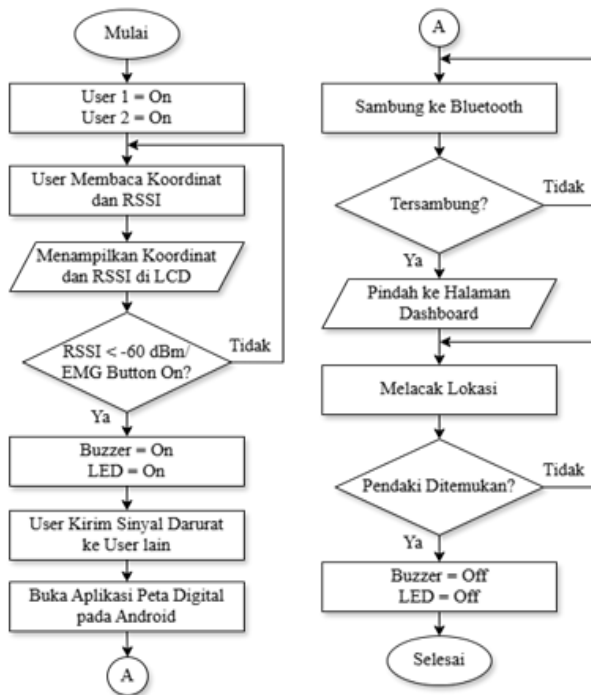 Mulai
User 1 = On
User 2 = On
User Membaca Koordinat
dan RSSI
Menampilkan Koordinat
dan RSSI di LCD
RSSI < -60 dBm/
EMG Button On?
Tidak
Ya
Buzzer = On
LED = On
User Kirim Sinyal Darurat
ke User lain
Buka Aplikasi Peta Digital
pada Android
A
A
Sambung ke Bluetooth
Tersambung?
Tidak
Ya
Pindah ke Halaman
Dashboard
Melacak Lokasi
Pendaki Ditemukan?
Tidak
Ya
Buzzer = Off
LED = Off
Selesai